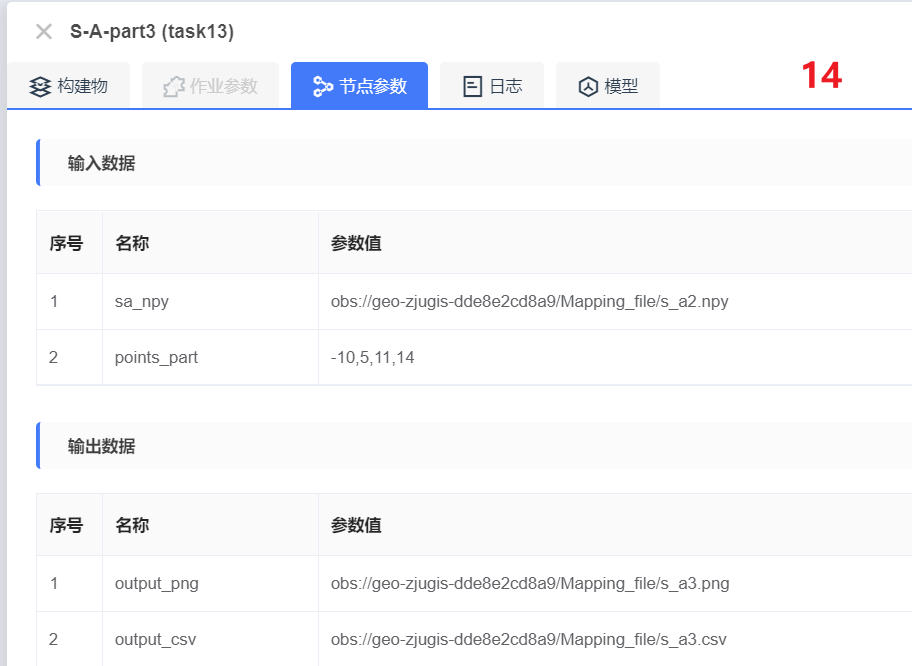 S-A-part3 (task13)
构建物 作业参数 节点参数 日志 模型 14
输入数据
序号 名称 参数值
1 sa_npy obs://geo-zjugis-dde8e2cd8a9/Mapping_file/s_a2.npy
2 points_part -10,5,11,14
输出数据
序号 名称 参数值
1 output_png obs://geo-zjugis-dde8e2cd8a9/Mapping_file/s_a3.png
2 output_csv obs://geo-zjugis-dde8e2cd8a9/Mapping_file/s_a3.csv